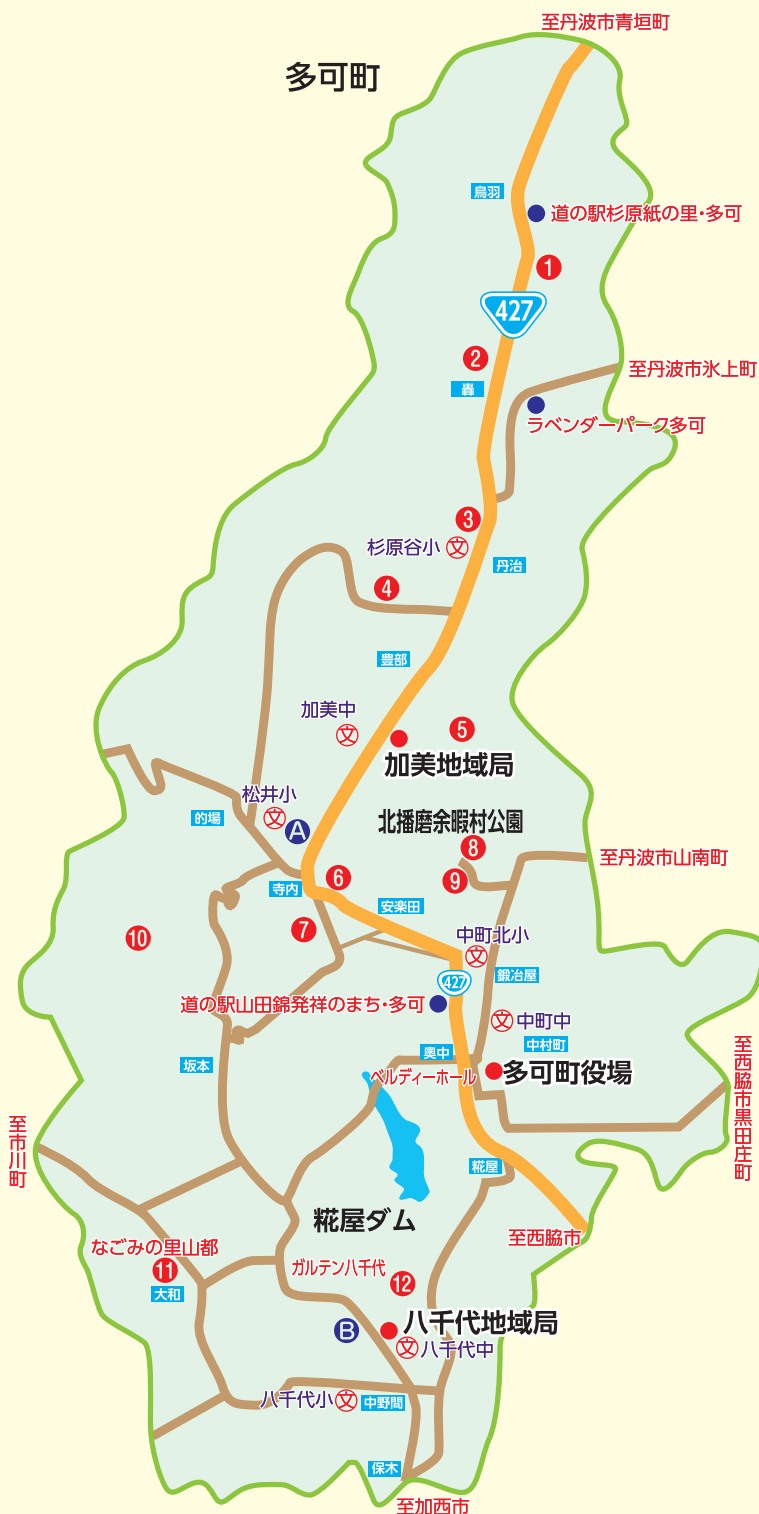 至丹波市青垣町
多可町
鳥羽
道の駅杉原紙の里・多可
1
427
2
至丹波市氷上町
轟
ラベンダーパーク多可
3
杉原谷小
文
丹治
4
豊部
加美中
文
5
加美地域局
松井小
文
A
的場
北播磨余暇村公園
8
至丹波市山南町
6
9
寺内
安楽田
7
10
中町北小
文
鍛冶屋
427
道の駅山田錦発祥のまち・多可
文
中町中
中村町
奥中
坂本
ベルディーホール
多可町役場
至西脇市黒田庄町
至市川町
糀屋
糀屋ダム
至西脇市
なごみの里山都
11
ガルテン八千代
12
大和
B
八千代地域局
文
八千代中
八千代小
文
中野間
保木
至加西市